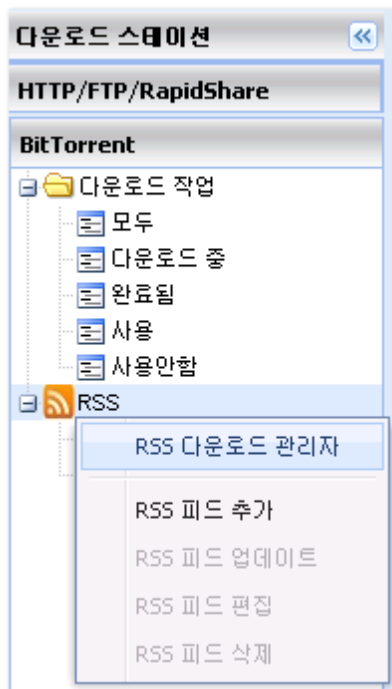 다운로드 스테이션
HTTP/FTP/RapidShare
BitTorrent
다운로드 작업
모두
다운로드 중
완료됨
사용
사용안함
RSS
RSS 다운로드 관리자
RSS 피드 추가
RSS 피드 업데이트
RSS 피드 편집
RSS 피드 삭제